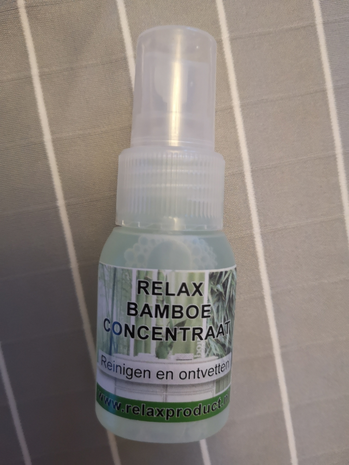 RELAX
BAMBOE
CONCENTRAAT
Reinigen en ontvetten
www.relaxproduct